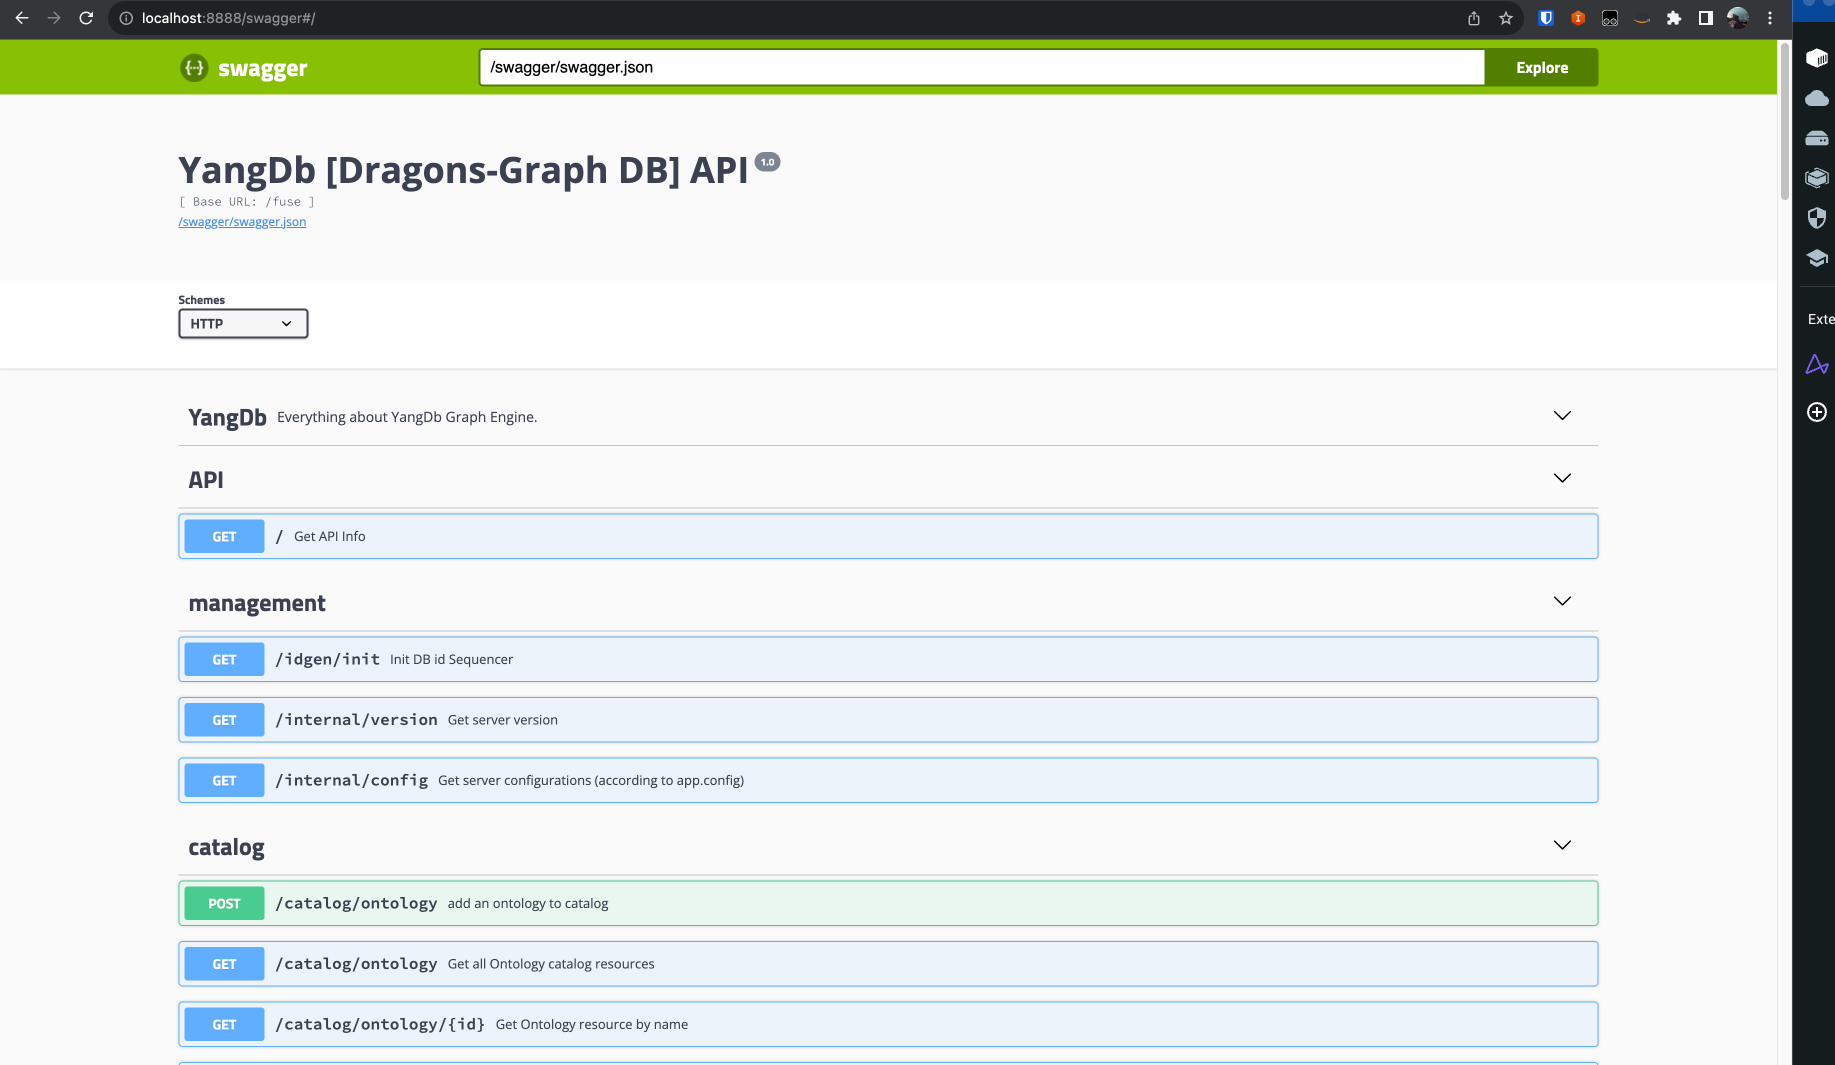 localhost:8888/swagger#/
swagger
/swagger/swagger.json
Explore
YangDb [Dragons-Graph DB] API 1.0
[ Base URL: /fuse ]
/swagger/swagger.json
Schemes
HTTP
YangDb Everything about YangDb Graph Engine.
API
GET / Get API Info
management
GET /idgen/init Init DB id Sequencer
GET /internal/version Get server version
GET /internal/config Get server configurations (according to app.config)
catalog
POST /catalog/ontology add an ontology to catalog
GET /catalog/ontology Get all Ontology catalog resources
GET /catalog/ontology/{id} Get Ontology resource by name
Exte